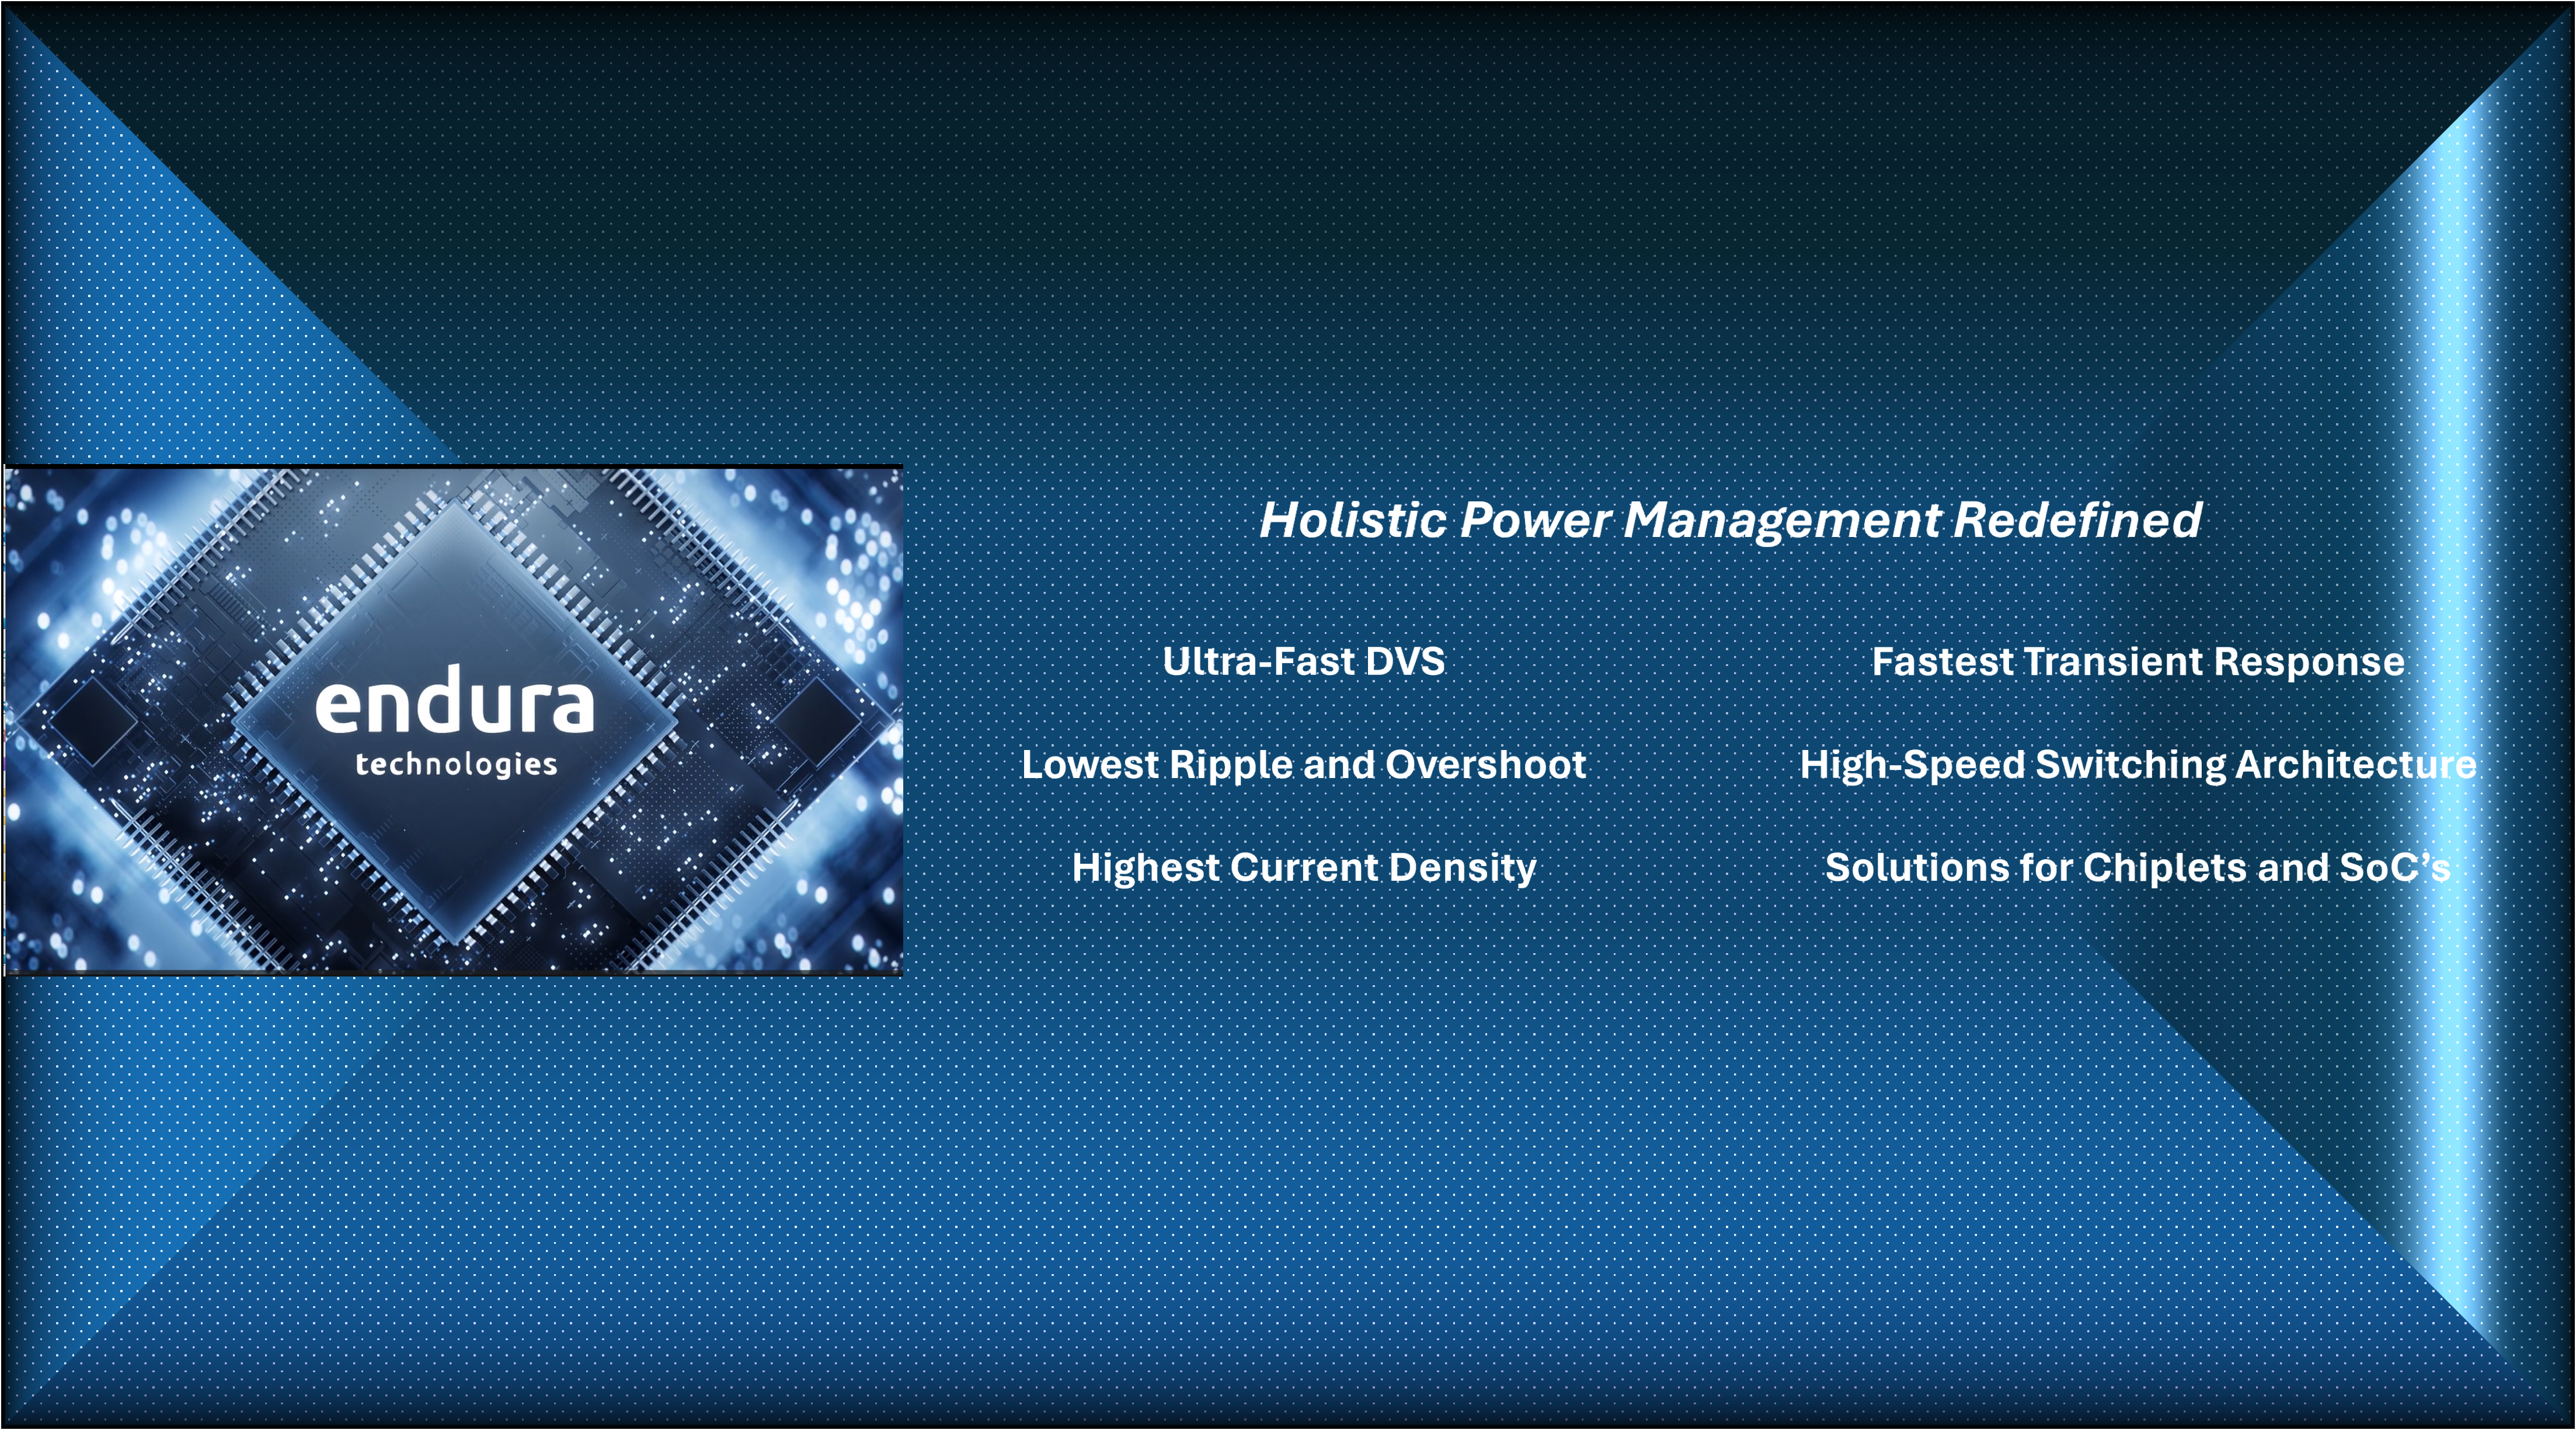 endura
technologies
Holistic Power Management Redefined
Ultra-Fast DVS
Fastest Transient Response
Lowest Ripple and Overshoot
High-Speed Switching Architecture
Highest Current Density
Solutions for Chiplets and SoC’s